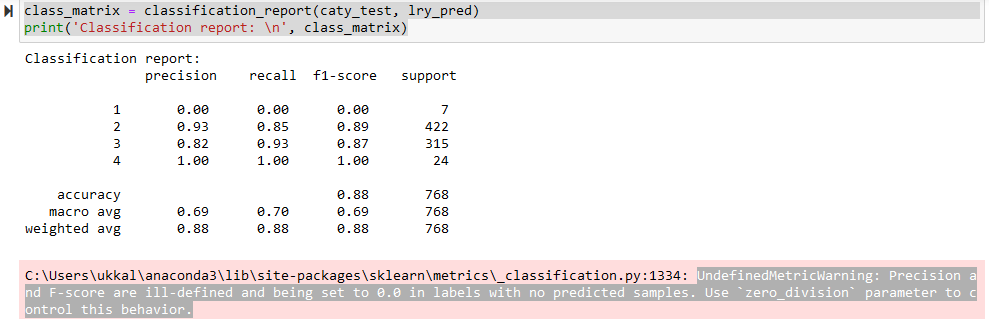 class_matrix = classification_report(caty_test, lry_pred)
print('Classification report: \n', class_matrix)
Classification report:
precision recall f1-score support
1 0.00 0.00 0.00 7
2 0.93 0.85 0.89 422
3 0.82 0.93 0.87 315
4 1.00 1.00 1.00 24
accuracy 0.88 768
macro avg 0.69 0.70 0.69 768
weighted avg 0.88 0.88 0.88 768
C:\Users\ukkal\anaconda3\lib\site-packages\sklearn\metrics\_classification.py:1334: UndefinedMetricWarning: Precision a
nd F-score are ill-defined and being set to 0.0 in labels with no predicted samples. Use `zero_division` parameter to c
ontrol this behavior.